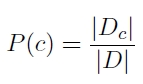 P(c) = |D_c| / |D|